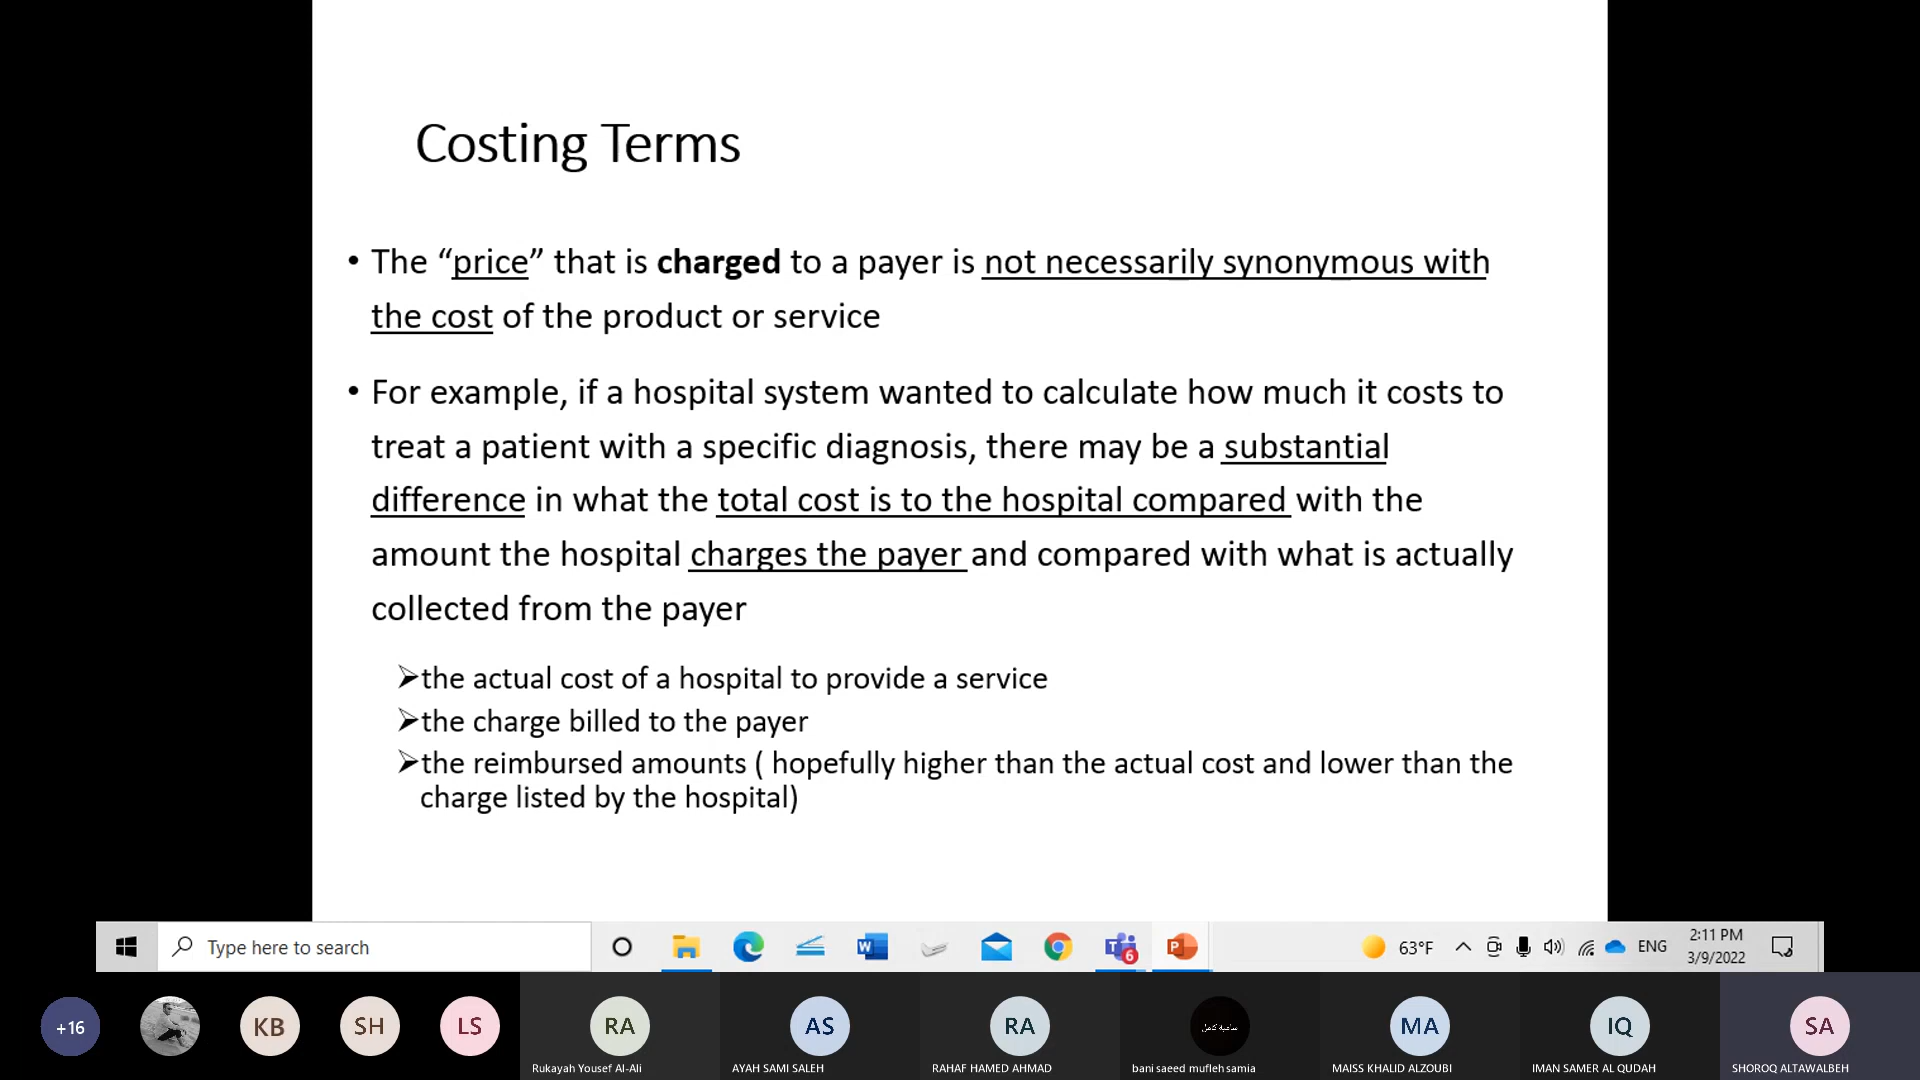 Costing Terms
• The “price” that is charged to a payer is not necessarily synonymous with
the cost of the product or service
• For example, if a hospital system wanted to calculate how much it costs to
treat a patient with a specific diagnosis, there may be a substantial
difference in what the total cost is to the hospital compared with the
amount the hospital charges the payer and compared with what is actually
collected from the payer
➢the actual cost of a hospital to provide a service
➢the charge billed to the payer
➢the reimbursed amounts ( hopefully higher than the actual cost and lower than the
charge listed by the hospital)
Type here to search
6
63°F
ENG
2:11 PM
3/9/2022
+16
KB
SH
LS
RA
Rukayah Yousef Al-Ali
AS
AYAH SAMI SALEH
RA
RAHAF HAMED AHMAD
bani saeed mufleh samia
MA
MAISS KHALID ALZOUBI
IQ
IMAN SAMER AL QUDAH
SA
SHOROQ ALTAWALBEH